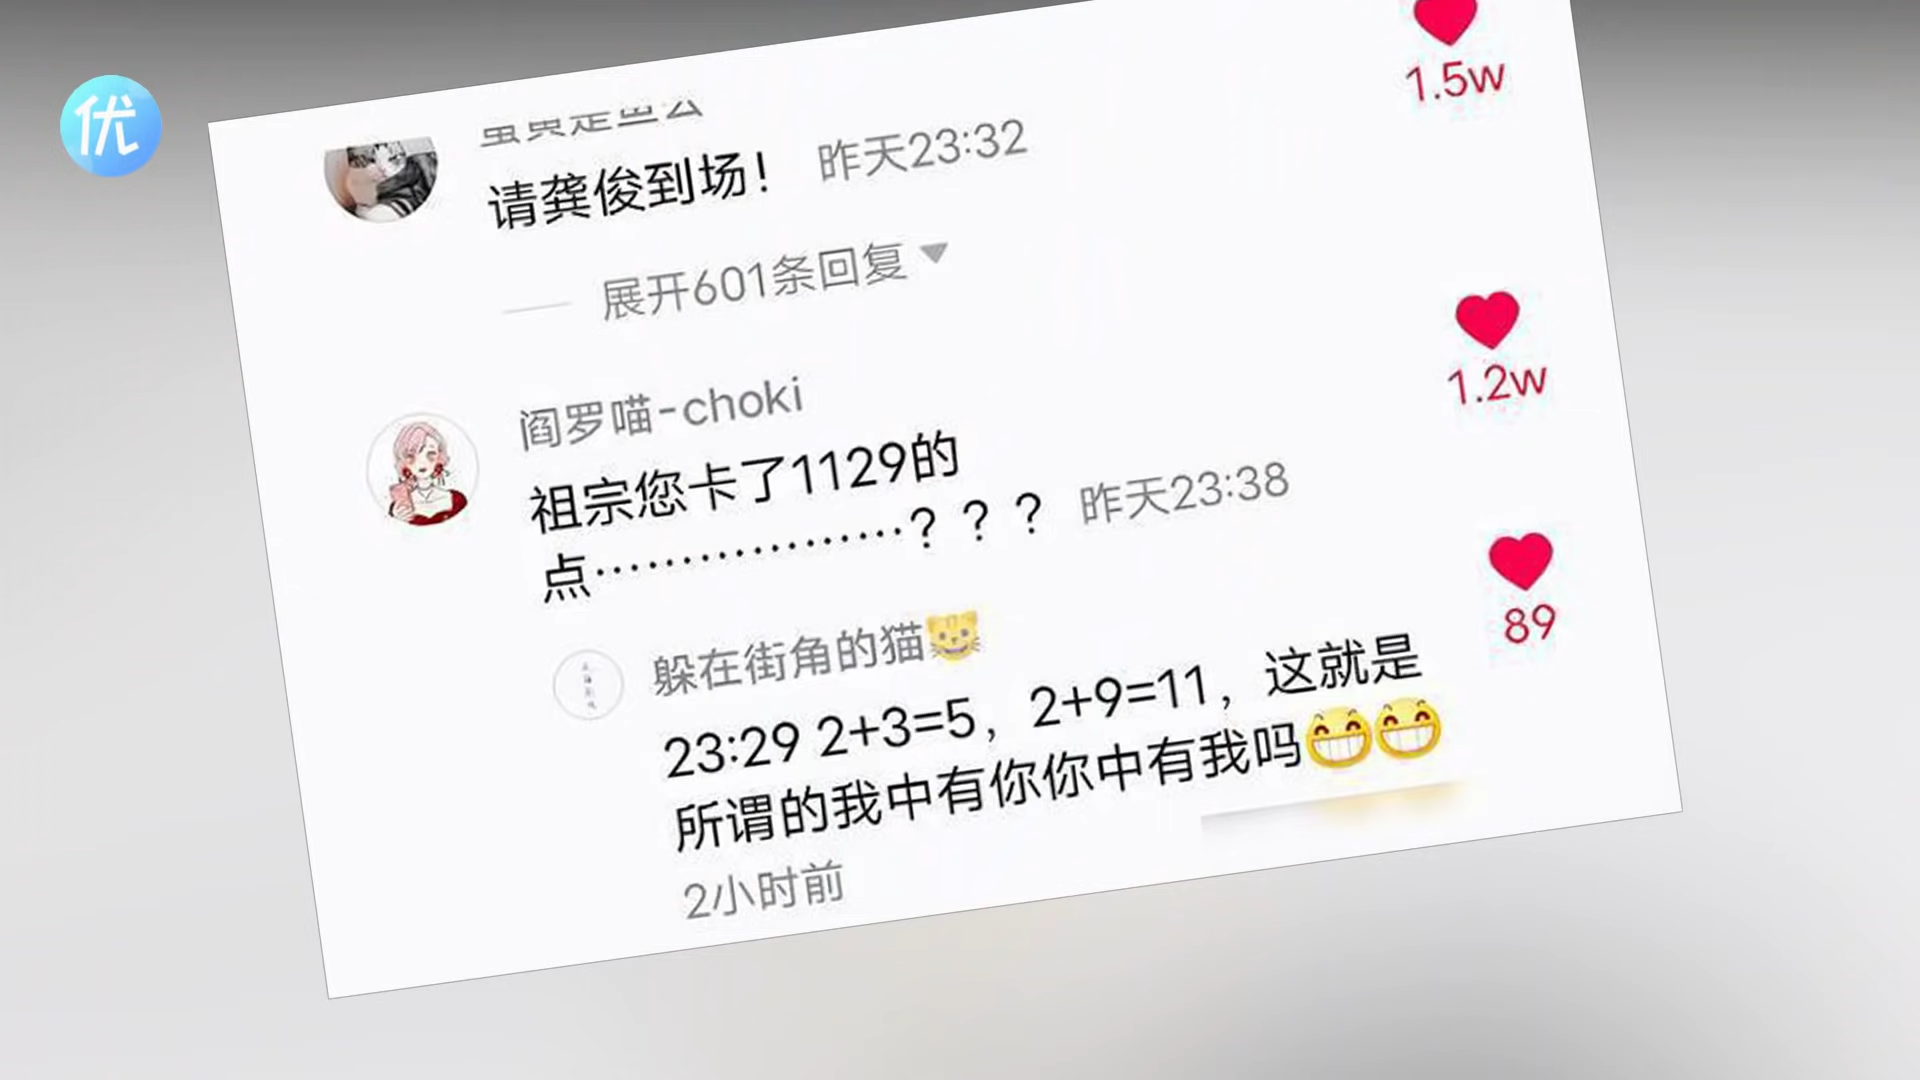 优
1.5w
请龚俊到场！ 昨天23:32
展开601条回复
1.2w
阎罗喵-choki
祖宗您卡了1129的
点………………？？？ 昨天23:38
89
躲在街角的猫😺
23:29 2+3=5，2+9=11，这就是
所谓的我中有你你中有我吗😁😁
2小时前